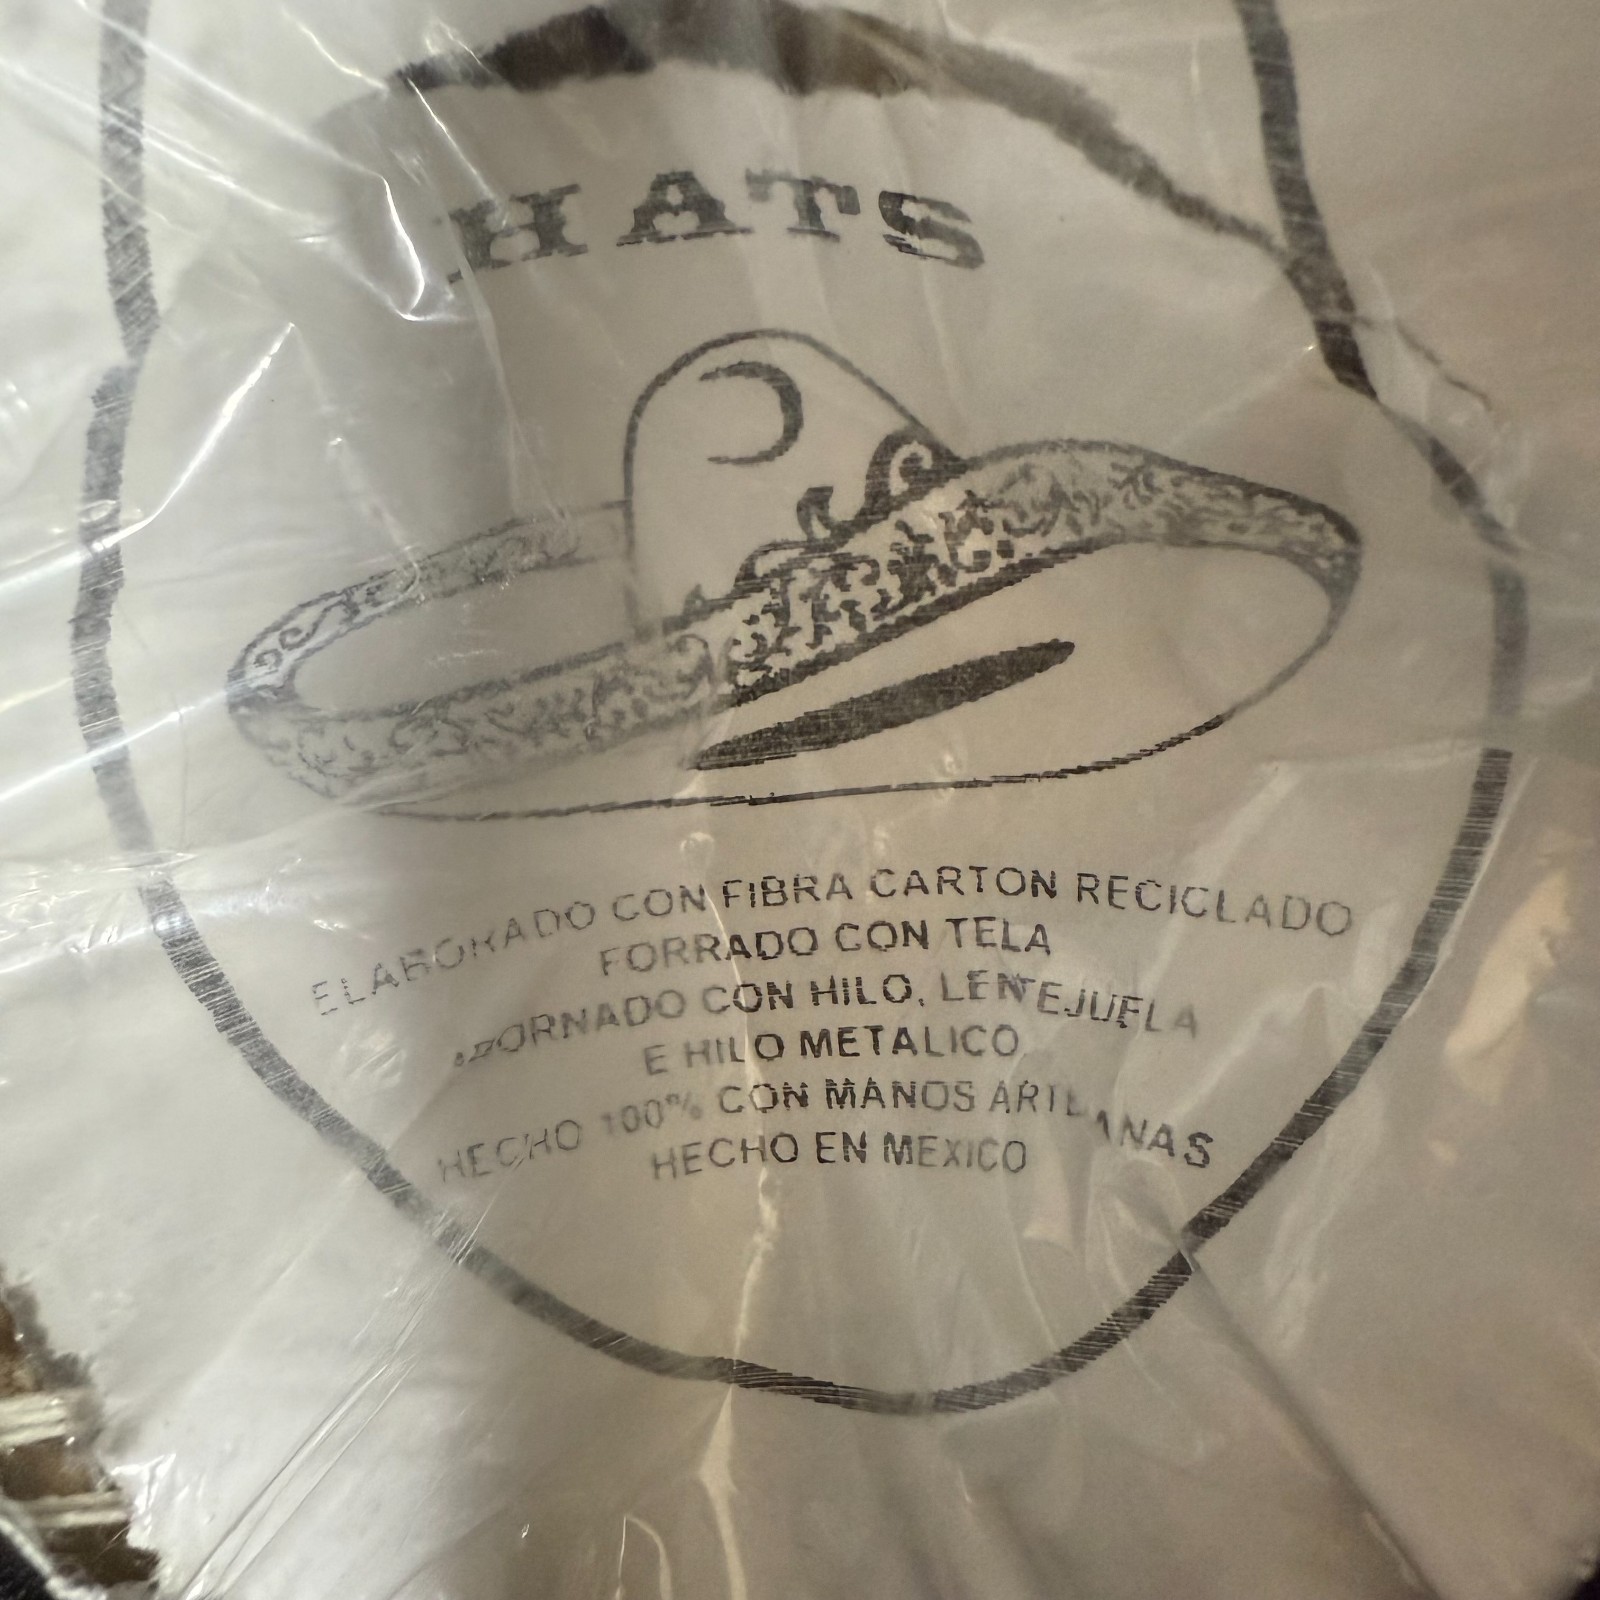 HATS
ELABORADO CON FIBRA CARTON RECICLADO
FORRADO CON TELA
ADORNADO CON HILO, LENTEJUELA
E HILO METALICO
HECHO 100% CON MANOS ARTESANAS
HECHO EN MEXICO